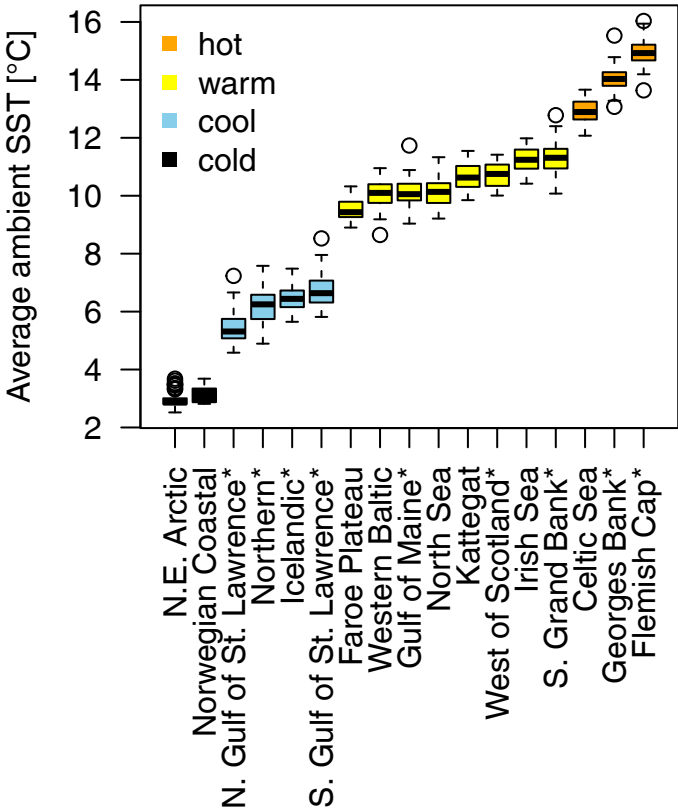 Average ambient SST [°C]
16
14
12
10
8
6
4
2
hot
warm
cool
cold
N.E. Arctic
Norwegian Coastal
N. Gulf of St. Lawrence*
Northern*
Icelandic*
S. Gulf of St. Lawrence*
Faroe Plateau
Western Baltic
Gulf of Maine*
North Sea
Kattegat
West of Scotland*
Irish Sea
S. Grand Bank*
Celtic Sea
Georges Bank*
Flemish Cap*